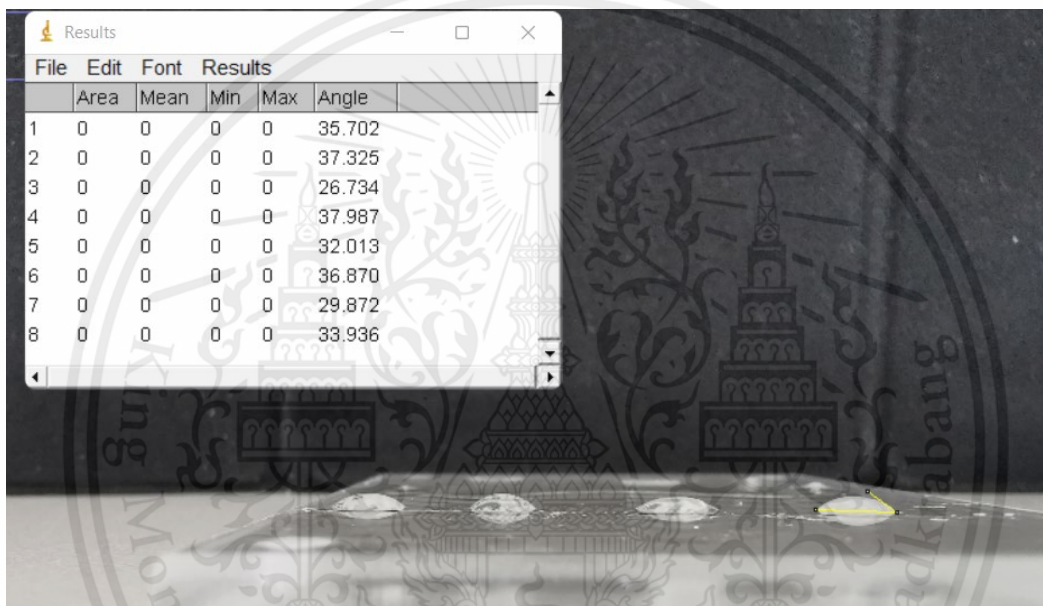 Results
File Edit Font Results
Area Mean Min Max Angle
1 0 0 0 0 35.702
2 0 0 0 0 37.325
3 0 0 0 0 26.734
4 0 0 0 0 37.987
5 0 0 0 0 32.013
6 0 0 0 0 36.870
7 0 0 0 0 29.872
8 0 0 0 0 33.936
King Mon
adkrabang